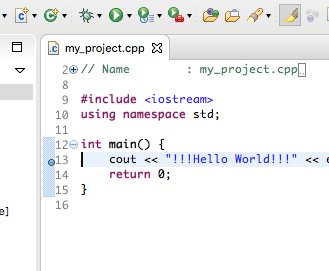 my_project.cpp
2 // Name : my_project.cpp
8
9 #include <iostream>
10 using namespace std;
11
12 int main() {
13 cout << "!!!Hello World!!!" <<
14 return 0;
15 }
16
e]